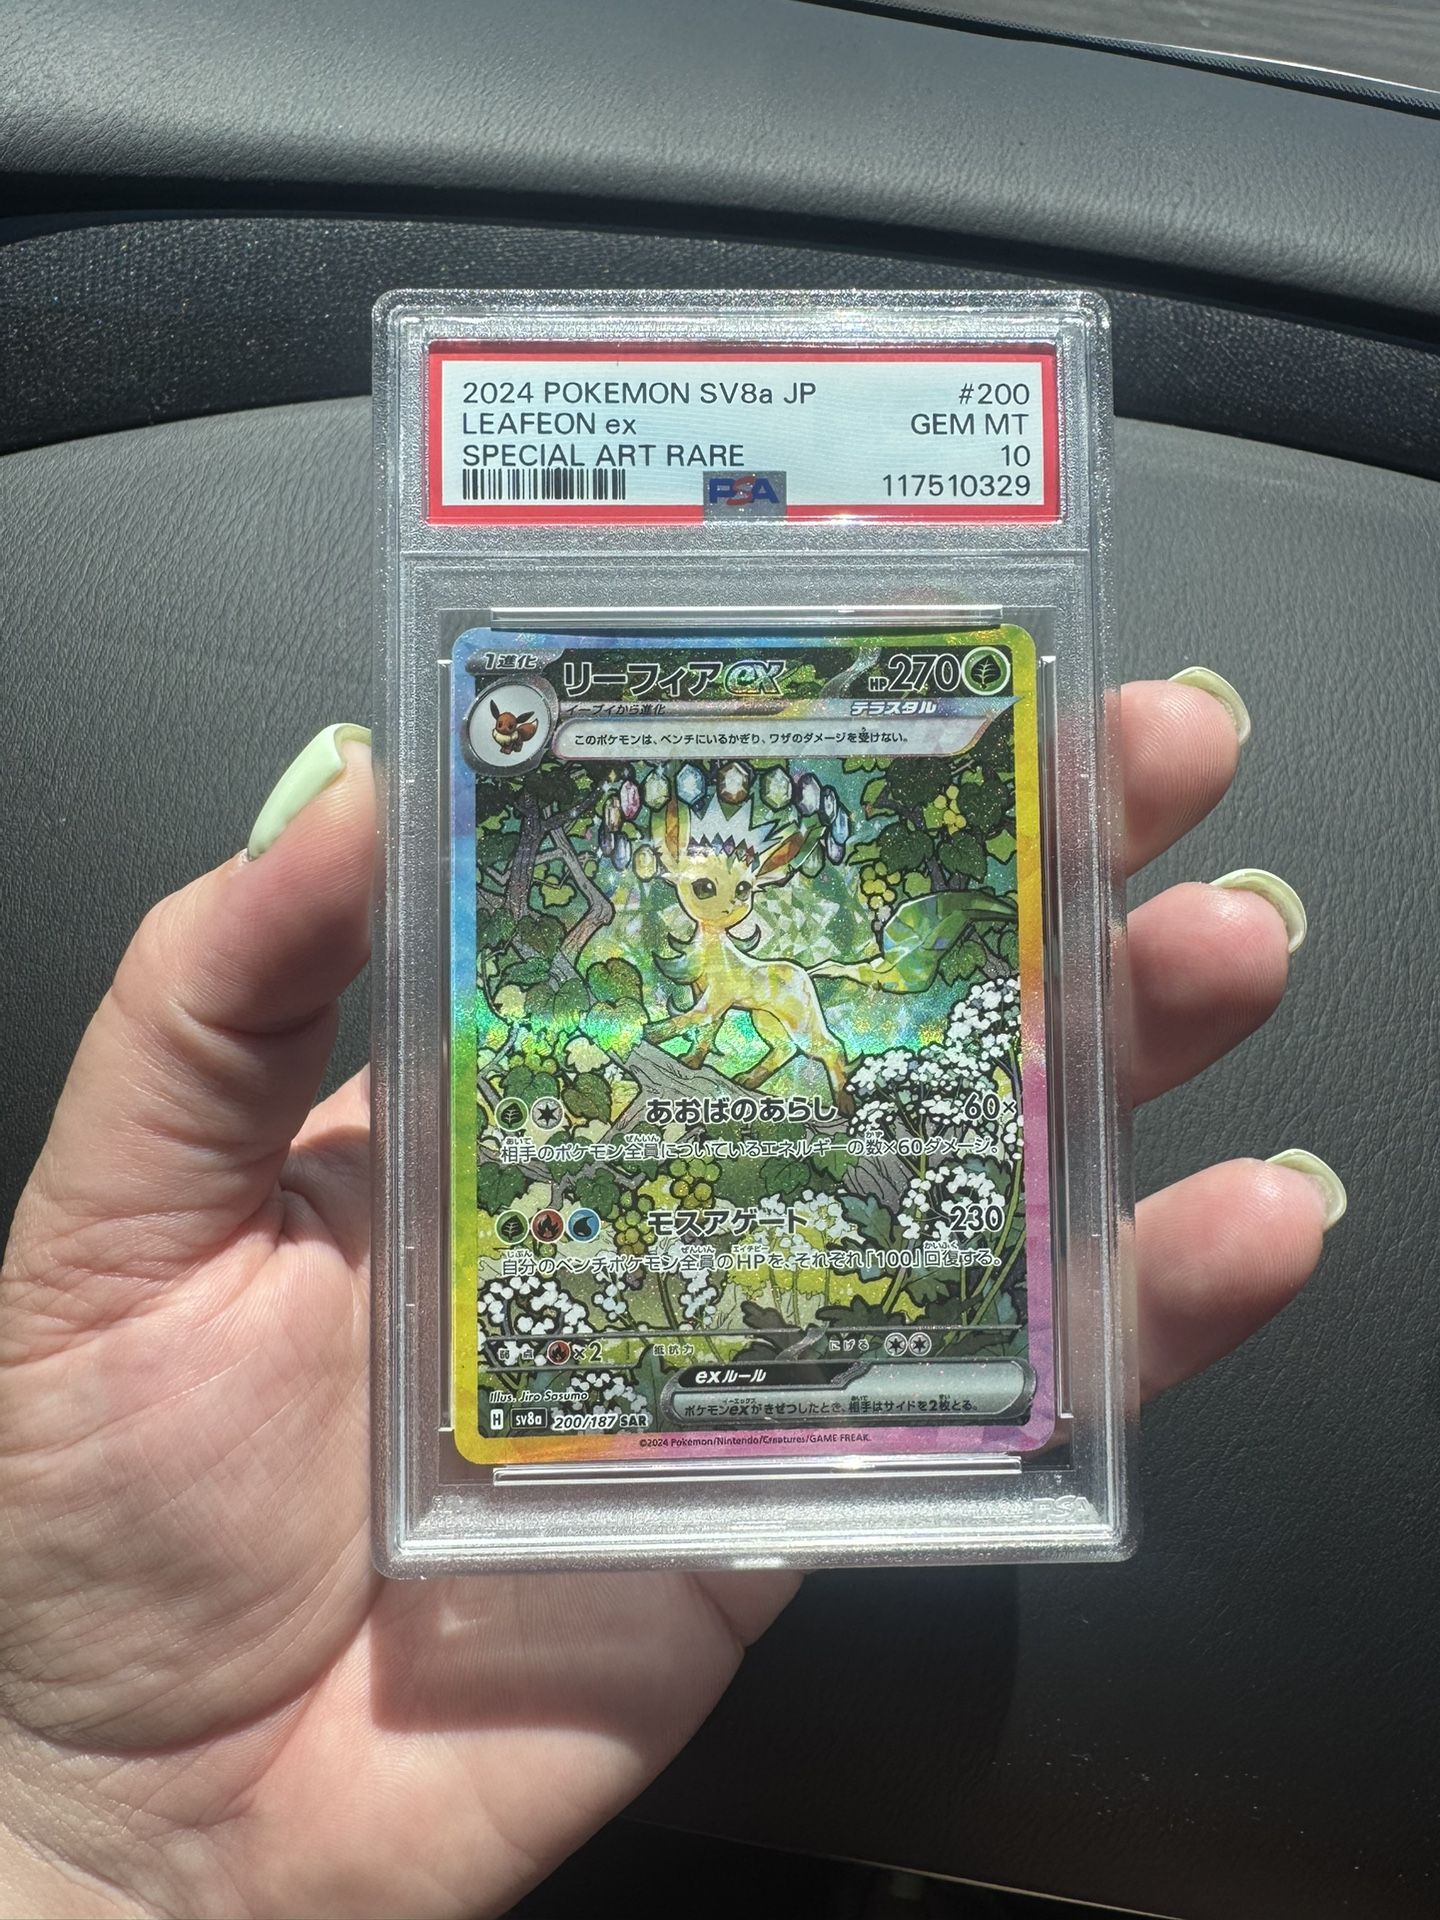 2024 POKEMON SV8a JP #200
LEAFEON ex GEM MT
SPECIAL ART RARE 10
PSA 117510329
1進化 リーフィアex HP270
イーブイから進化 テラスタル
このポケモンは、ベンチにいるかぎり、ワザのダメージを受けない。
あおばのあらし 60×
相手のポケモン全員についているエネルギーの数×60ダメージ。
モスアゲート 230
自分のベンチポケモン全員のHPを、それぞれ「100」回復する。
弱点 ×2 抵抗力 にげる
exルール
ポケモンexがきぜつしたとき、相手はサイドを2枚とる。
Illus. Jiro Sasumo
H sv8a 200/187 SAR
©2024 Pokémon/Nintendo/Creatures/GAME FREAK.
PSA